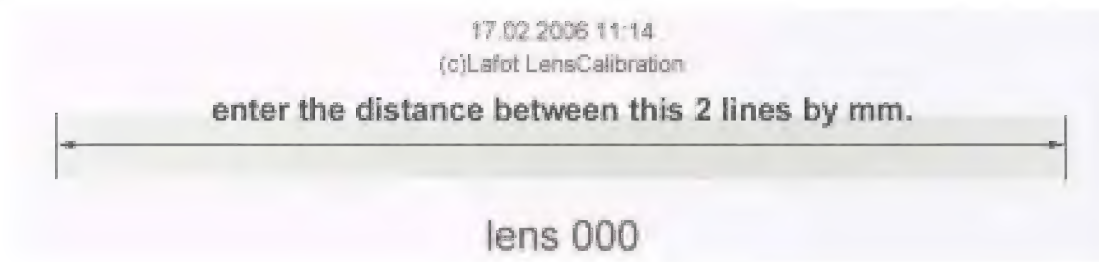 17.02.2006 11:14
(c)Lafot LensCalibration
enter the distance between this 2 lines by mm.
lens 000